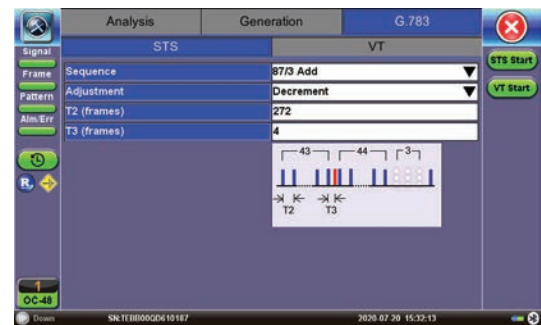 Analysis Generation G.783
STS VT
Signal
Frame
Pattern
Alm/Err
STS Start
VT Start
Sequence 87/3 Add
Adjustment Decrement
T2 (frames) 272
T3 (frames) 4
43 44 3
T2 T3
R
1
OC-48
Down SN:TEBB00GD610187 2020-07-20 15:32:13